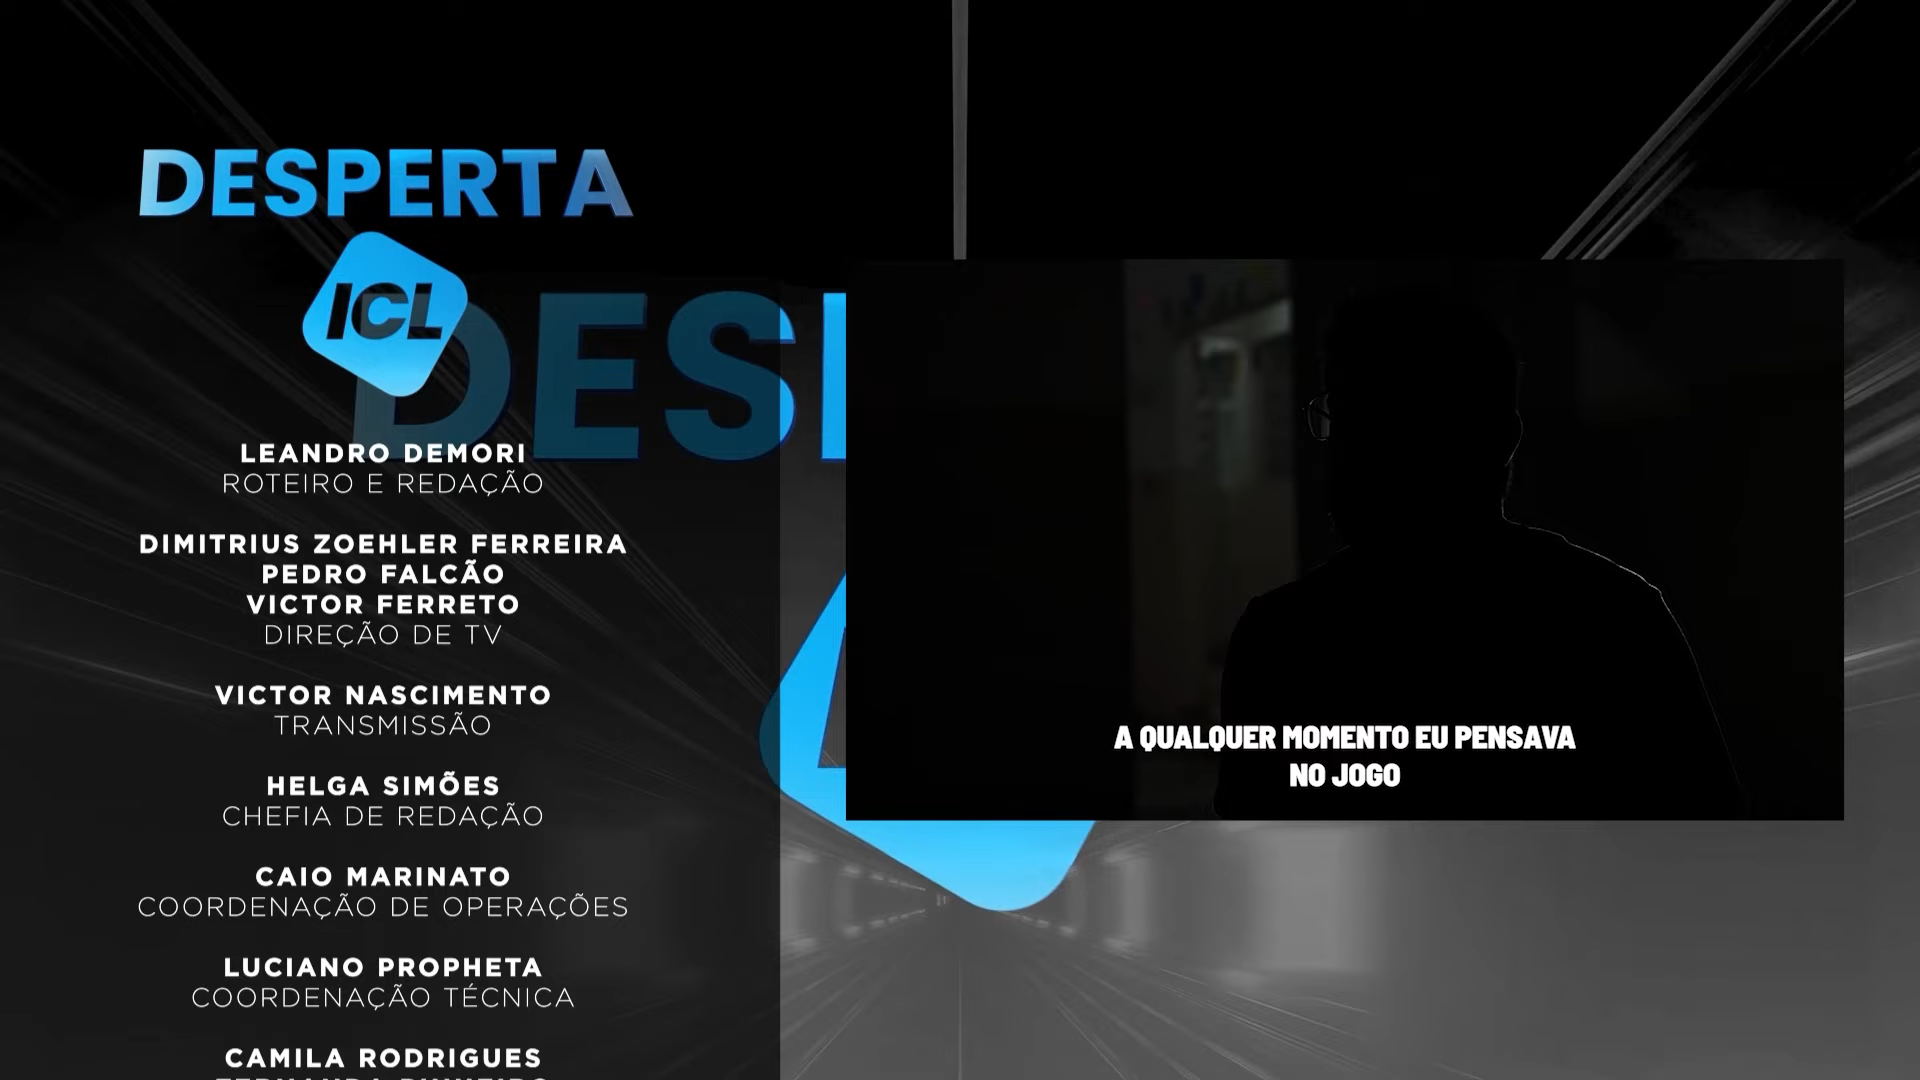 DESPERTA
ICL
DES
LEANDRO DEMORI
ROTEIRO E REDAÇÃO
DIMITRIUS ZOEHLER FERREIRA
PEDRO FALCÃO
VICTOR FERRETO
DIREÇÃO DE TV
VICTOR NASCIMENTO
TRANSMISSÃO
HELGA SIMÕES
CHEFIA DE REDAÇÃO
CAIO MARINATO
COORDENAÇÃO DE OPERAÇÕES
LUCIANO PROPHETA
COORDENAÇÃO TÉCNICA
CAMILA RODRIGUES
A QUALQUER MOMENTO EU PENSAVA
NO JOGO